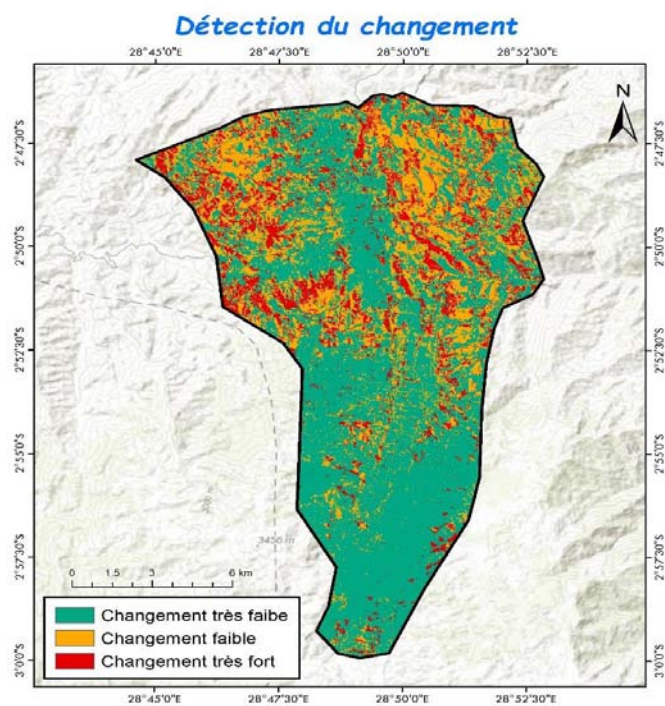 Détection du changement
28°45'0"E 28°47'30"E 28°50'0"E 28°52'30"E
N
2°47'30"S 2°47'30"S
2°50'0"S 2°50'0"S
2°52'30"S 2°52'30"S
2°55'0"S 2°55'0"S
2°57'30"S 2°57'30"S
3°0'0"S 3°0'0"S
3456 m
0 1.5 3 6 km
Changement très faibe
Changement faible
Changement très fort
28°45'0"E 28°47'30"E 28°50'0"E 28°52'30"E